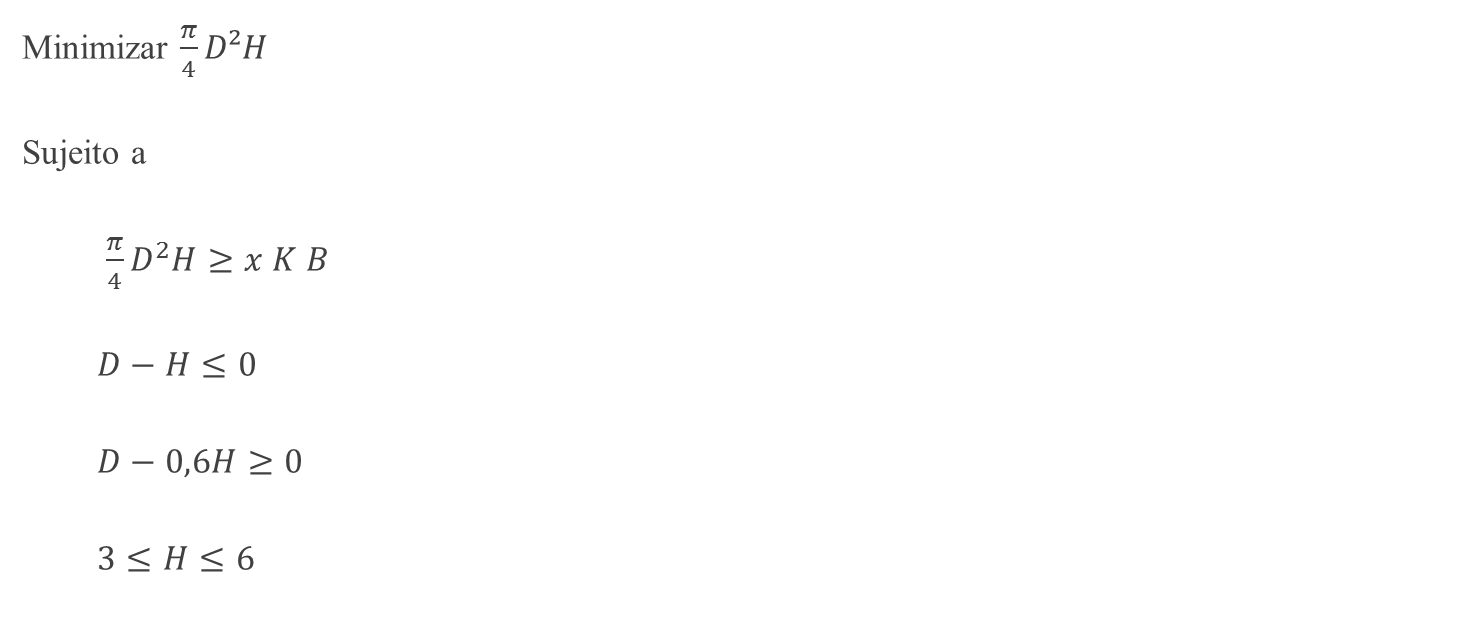 Minimizar π/4 D²H
Sujeito a
π/4 D²H ≥ x K B
D − H ≤ 0
D − 0,6H ≥ 0
3 ≤ H ≤ 6